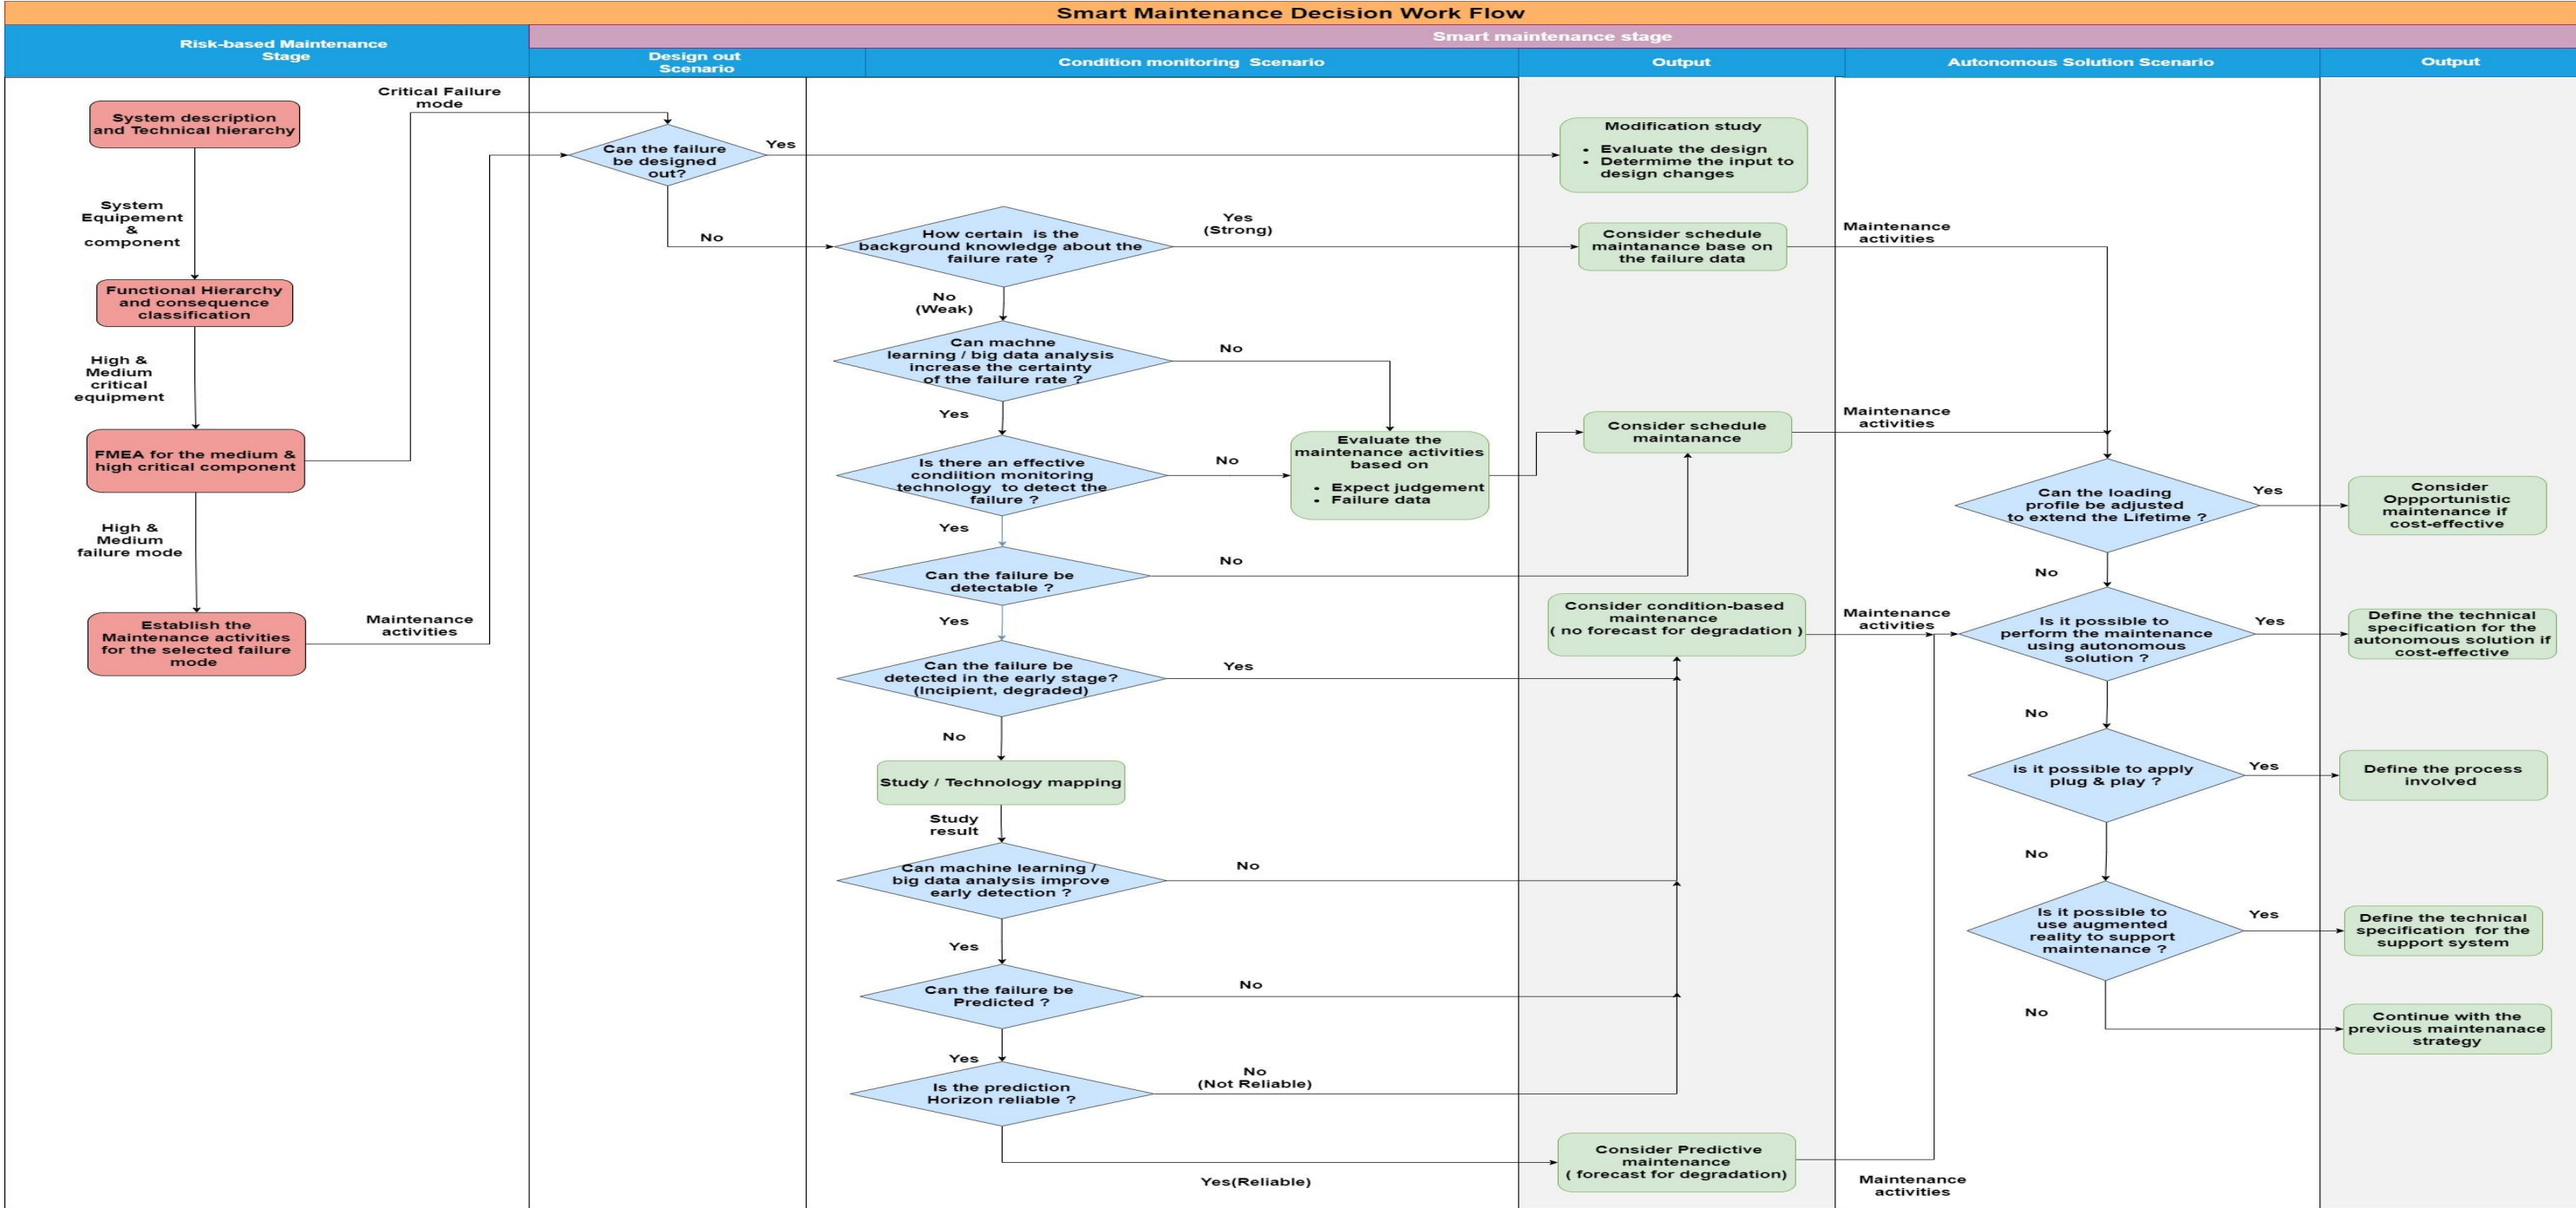 Smart Maintenance Decision Work Flow
Risk-based Maintenance
Stage
Smart maintenance stage
Design out
Scenario
Condition monitoring  Scenario
Output
Autonomous Solution Scenario
Output
System description
and Technical hierarchy
System
Equipement
&
component
Functional Hierarchy
and consequence
classification
High &
Medium
critical
equipment
FMEA for the medium &
high critical component
High &
Medium
failure mode
Establish the
Maintenance activities
for the selected failure
mode
Critical Failure
mode
Maintenance
activities
Can the failure
be designed
out?
Yes
No
Modification study
• Evaluate the design
• Determime the input to
design changes
How certain  is the
background knowledge about the
failure rate ?
Yes
(Strong)
No
(Weak)
Consider schedule
maintanance base on
the failure data
Maintenance
activities
Can machne
learning / big data analysis
increase the certainty
of the failure rate ?
No
Yes
Is there an effective
condiition monitoring
technology  to detect the
failure ?
No
Yes
Evaluate the
maintenance activities
based on
• Expect judgement
• Failure data
Consider schedule
maintanance
Maintenance
activities
Can the failure be
detectable ?
No
Yes
Can the failure be
detected in the early stage?
(Incipient, degraded)
Yes
No
Consider condition-based
maintenance
( no forecast for degradation )
Maintenance
activities
Study / Technology mapping
Study
result
Can machine learning /
big data analysis improve
early detection ?
No
Yes
Can the failure be
Predicted ?
No
Yes
Is the prediction
Horizon reliable ?
No
(Not Reliable)
Yes(Reliable)
Consider Predictive
maintenance
( forecast for degradation)
Maintenance
activities
Can the loading
profile be adjusted
to extend the Lifetime ?
Yes
No
Consider
Oppportunistic
maintenance if
cost-effective
Is it possible to
perform the maintenance
using autonomous
solution ?
Yes
No
Define the technical
specification for the
autonomous solution if
cost-effective
is it possible to apply
plug & play ?
Yes
No
Define the process
involved
Is it possible to
use augmented
reality to support
maintenance ?
Yes
No
Define the technical
specification  for the
support system
Continue with the
previous maintenanace
strategy